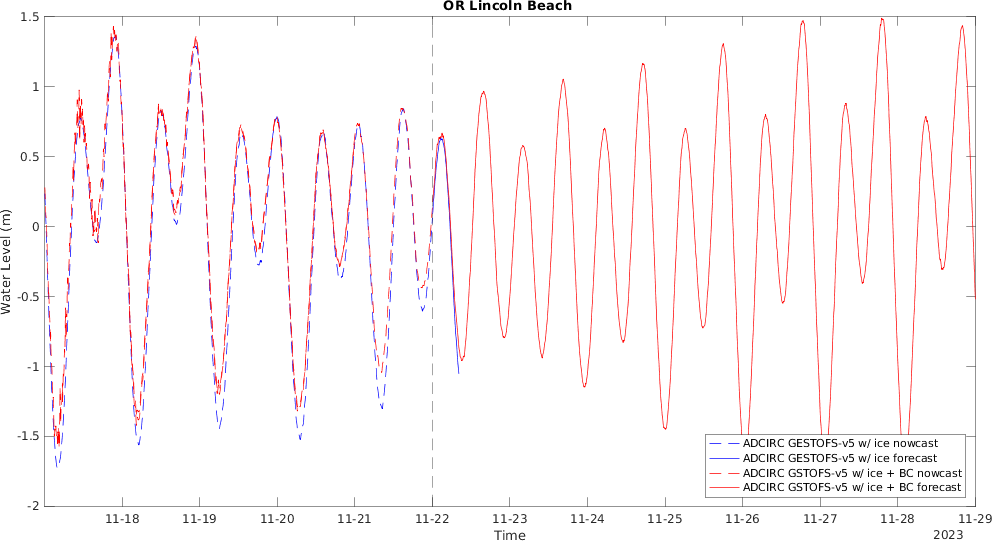 OR Lincoln Beach
1.5
1
0.5
0
-0.5
-1
-1.5
-2
Water Level (m)
ADCIRC GESTOFS-v5 w/ ice nowcast
ADCIRC GESTOFS-v5 w/ ice forecast
ADCIRC GSTOFS-v5 w/ ice + BC nowcast
ADCIRC GSTOFS-v5 w/ ice + BC forecast
11-18 11-19 11-20 11-21 11-22 11-23 11-24 11-25 11-26 11-27 11-28 11-29
Time
2023